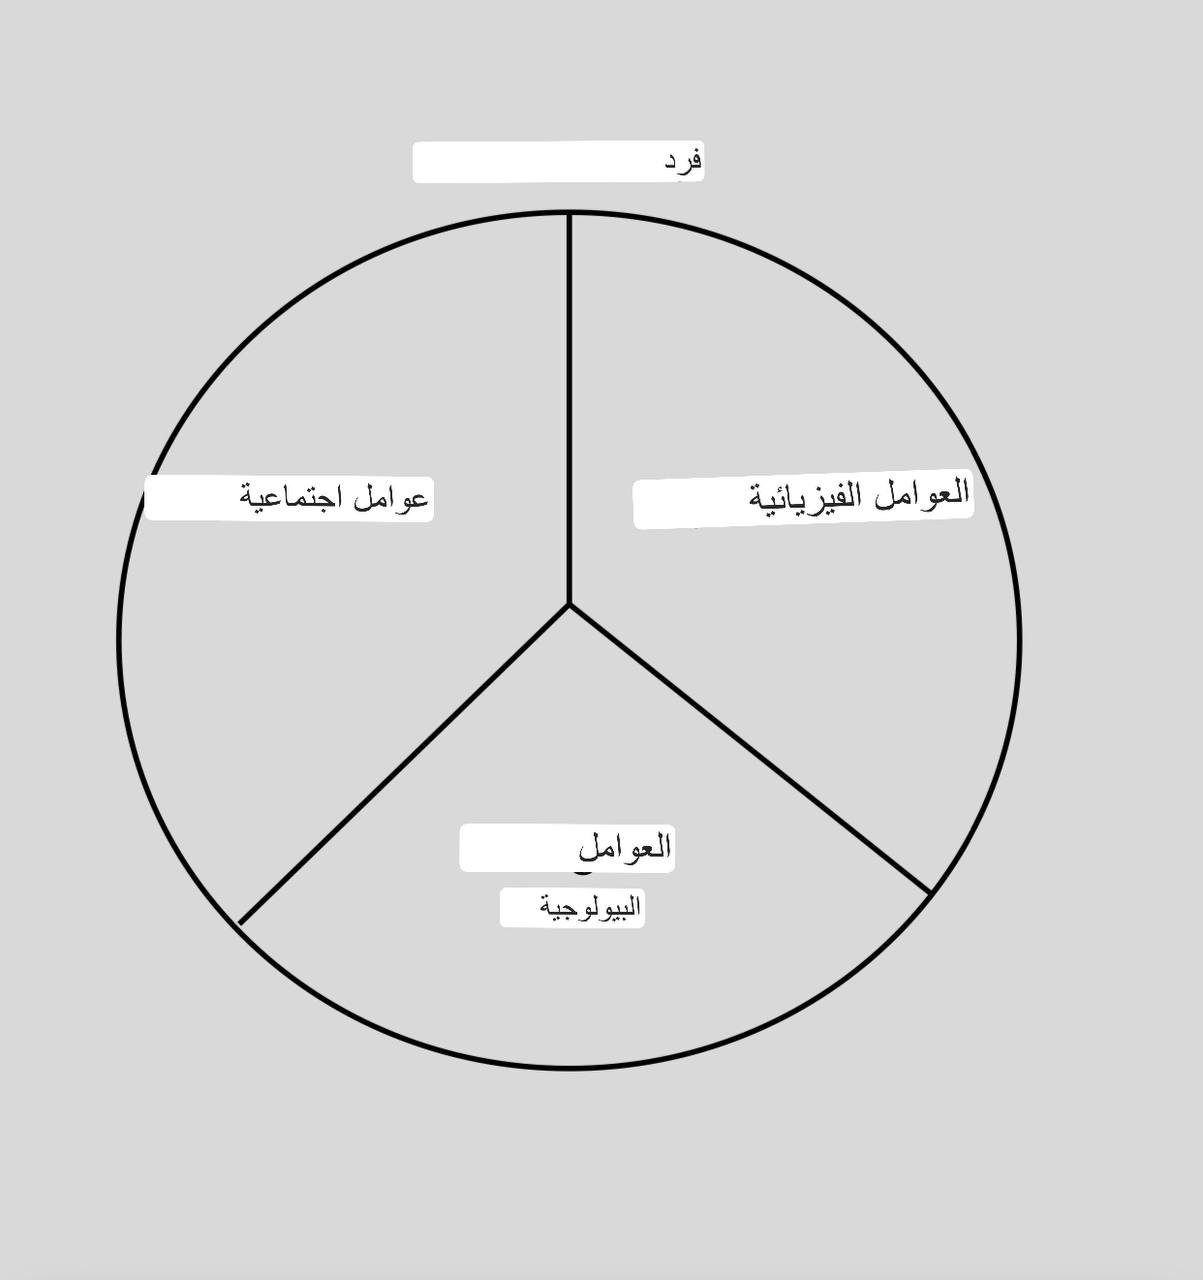 فرد
العوامل الفيزيائية
عوامل اجتماعية
العوامل
البيولوجية